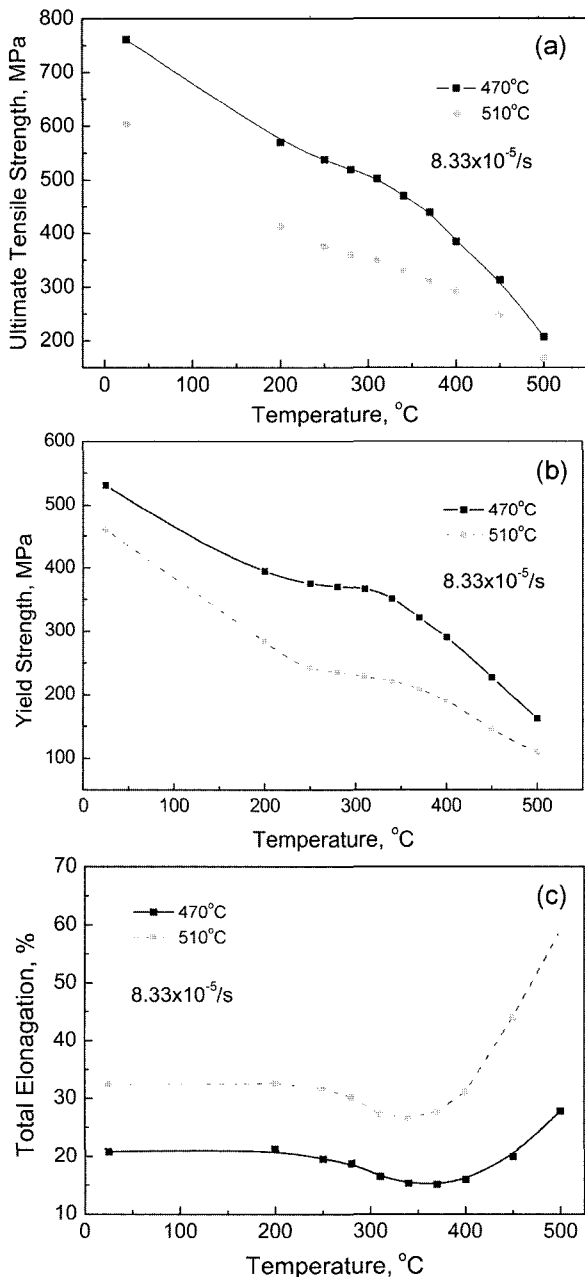 Ultimate Tensile Strength, MPa
800
700
600
500
400
300
200
(a)
470°C
510°C
8.33x10⁻⁵/s
0 100 200 300 400 500
Temperature, °C
Yield Strength, MPa
600
500
400
300
200
100
(b)
470°C
510°C
8.33x10⁻⁵/s
0 100 200 300 400 500
Temperature, °C
Total Elonagation, %
70
60
50
40
30
20
10
(c)
470°C
510°C
8.33x10⁻⁵/s
0 100 200 300 400 500
Temperature, °C